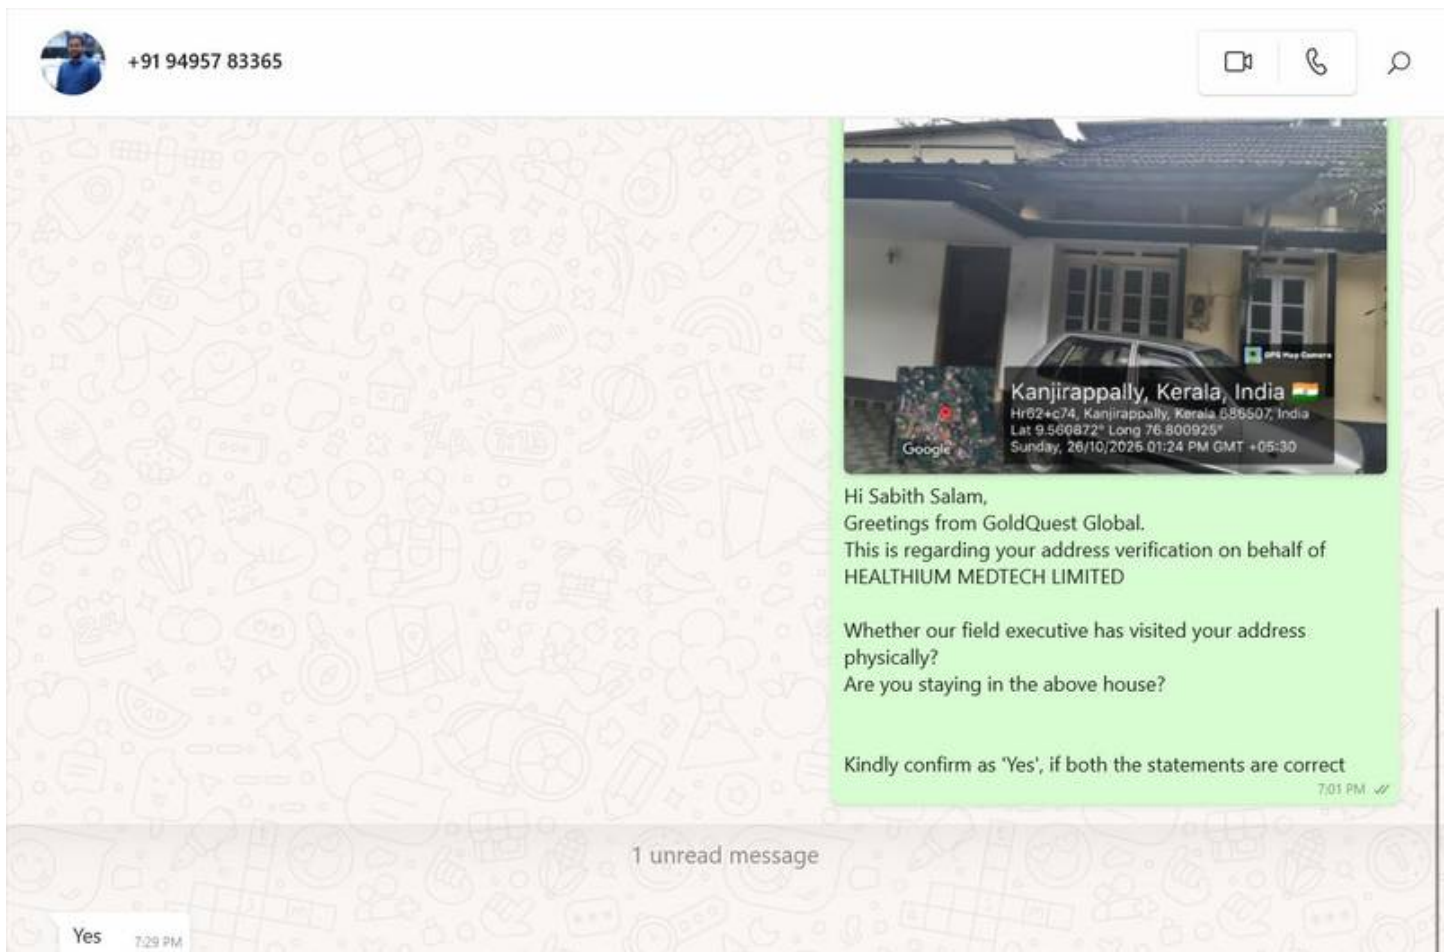 +91 94957 83365
GPS Map Camera
Kanjirappally, Kerala, India
Hr62+c74, Kanjirappally, Kerala 686507, India
Lat 9.560872° Long 76.800925°
Sunday, 26/10/2025 01:24 PM GMT +05:30
Google
Hi Sabith Salam,
Greetings from GoldQuest Global.
This is regarding your address verification on behalf of
HEALTHIUM MEDTECH LIMITED
Whether our field executive has visited your address
physically?
Are you staying in the above house?
Kindly confirm as 'Yes', if both the statements are correct
7:01 PM
1 unread message
Yes
7:29 PM